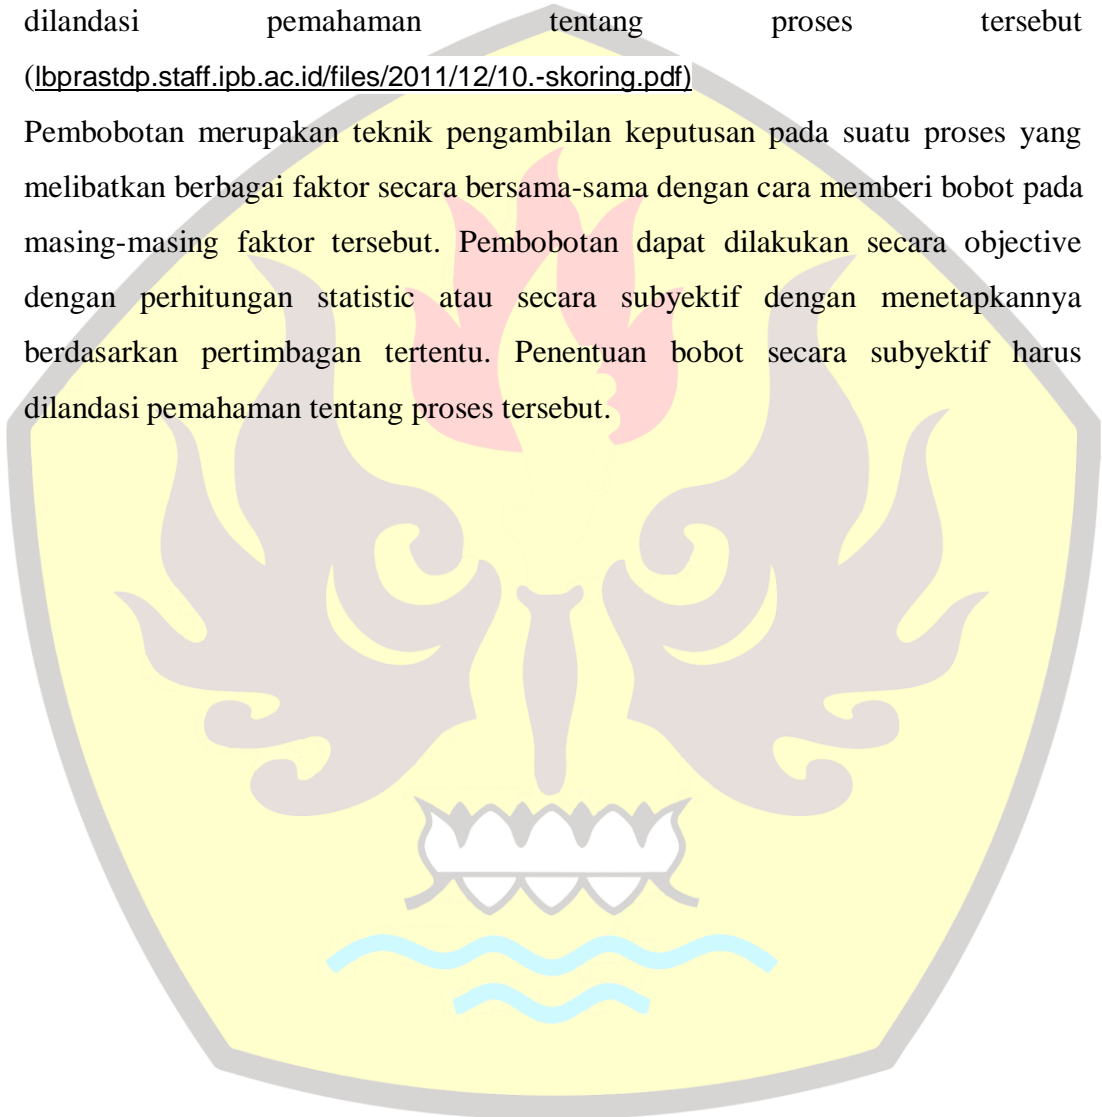 dilandasi pemahaman tentang proses tersebut
(lbprastdp.staff.ipb.ac.id/files/2011/12/10.-skoring.pdf)
Pembobotan merupakan teknik pengambilan keputusan pada suatu proses yang
melibatkan berbagai faktor secara bersama-sama dengan cara memberi bobot pada
masing-masing faktor tersebut. Pembobotan dapat dilakukan secara objective
dengan perhitungan statistic atau secara subyektif dengan menetapkannya
berdasarkan pertimbagan tertentu. Penentuan bobot secara subyektif harus
dilandasi pemahaman tentang proses tersebut.